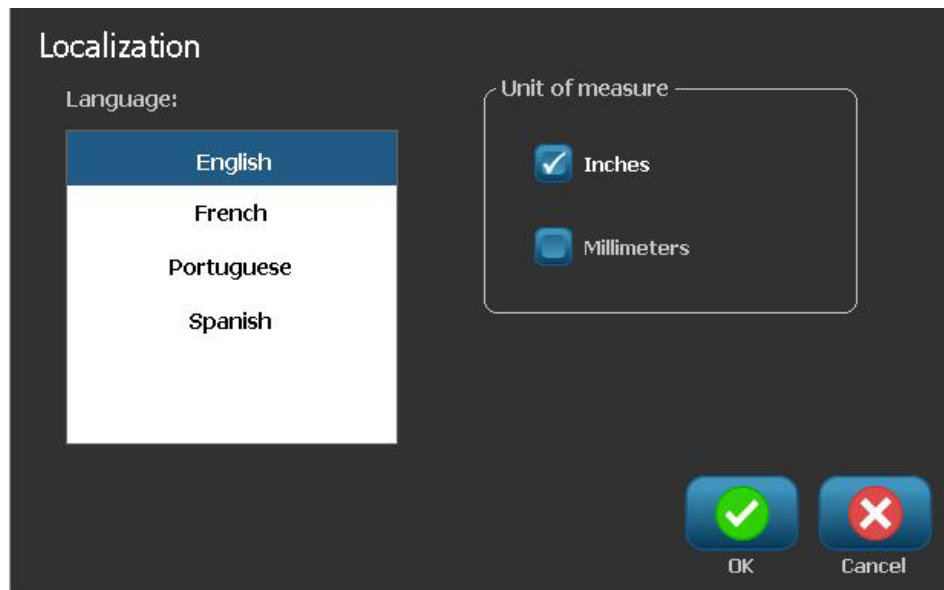 Localization
Language:
English
French
Portuguese
Spanish
Unit of measure
Inches
Millimeters
OK
Cancel